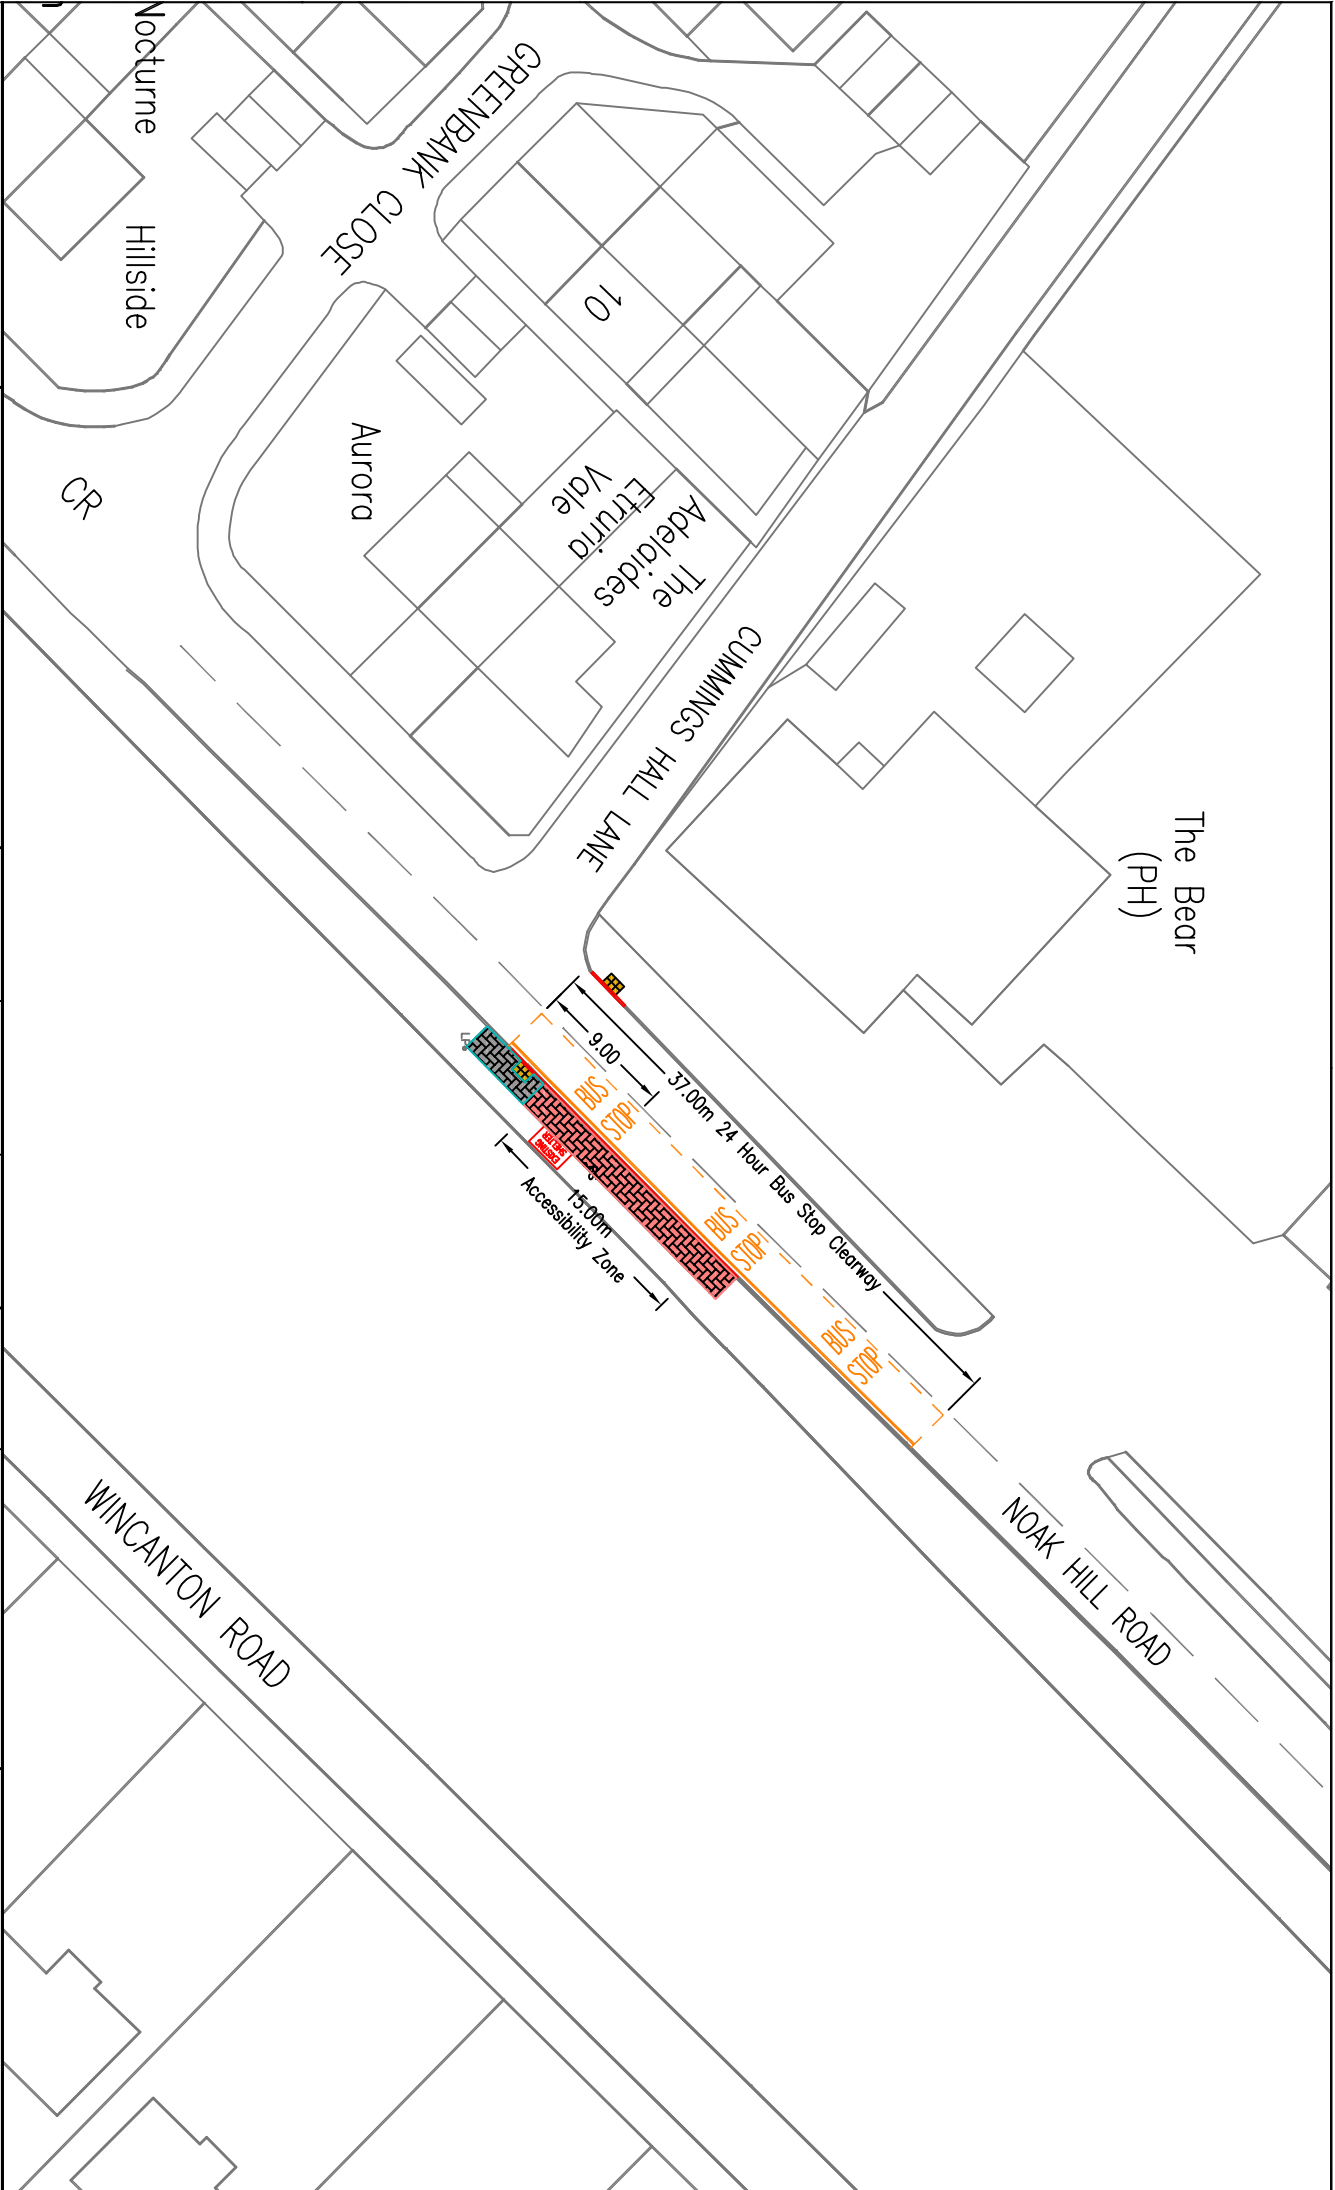 Nocturne
Hillside
GREENBANK CLOSE
10
Aurora
CR
The
Adelaides
Etruria
Vale
CUMMINGS HALL LANE
The Bear
(PH)
9.00
37.00m 24 Hour Bus Stop Clearway
BUS
STOP
BUS
STOP
BUS
STOP
EXISTING
SHELTER
15.00m
Accessibility Zone
NOAK HILL ROAD
WINCANTON ROAD